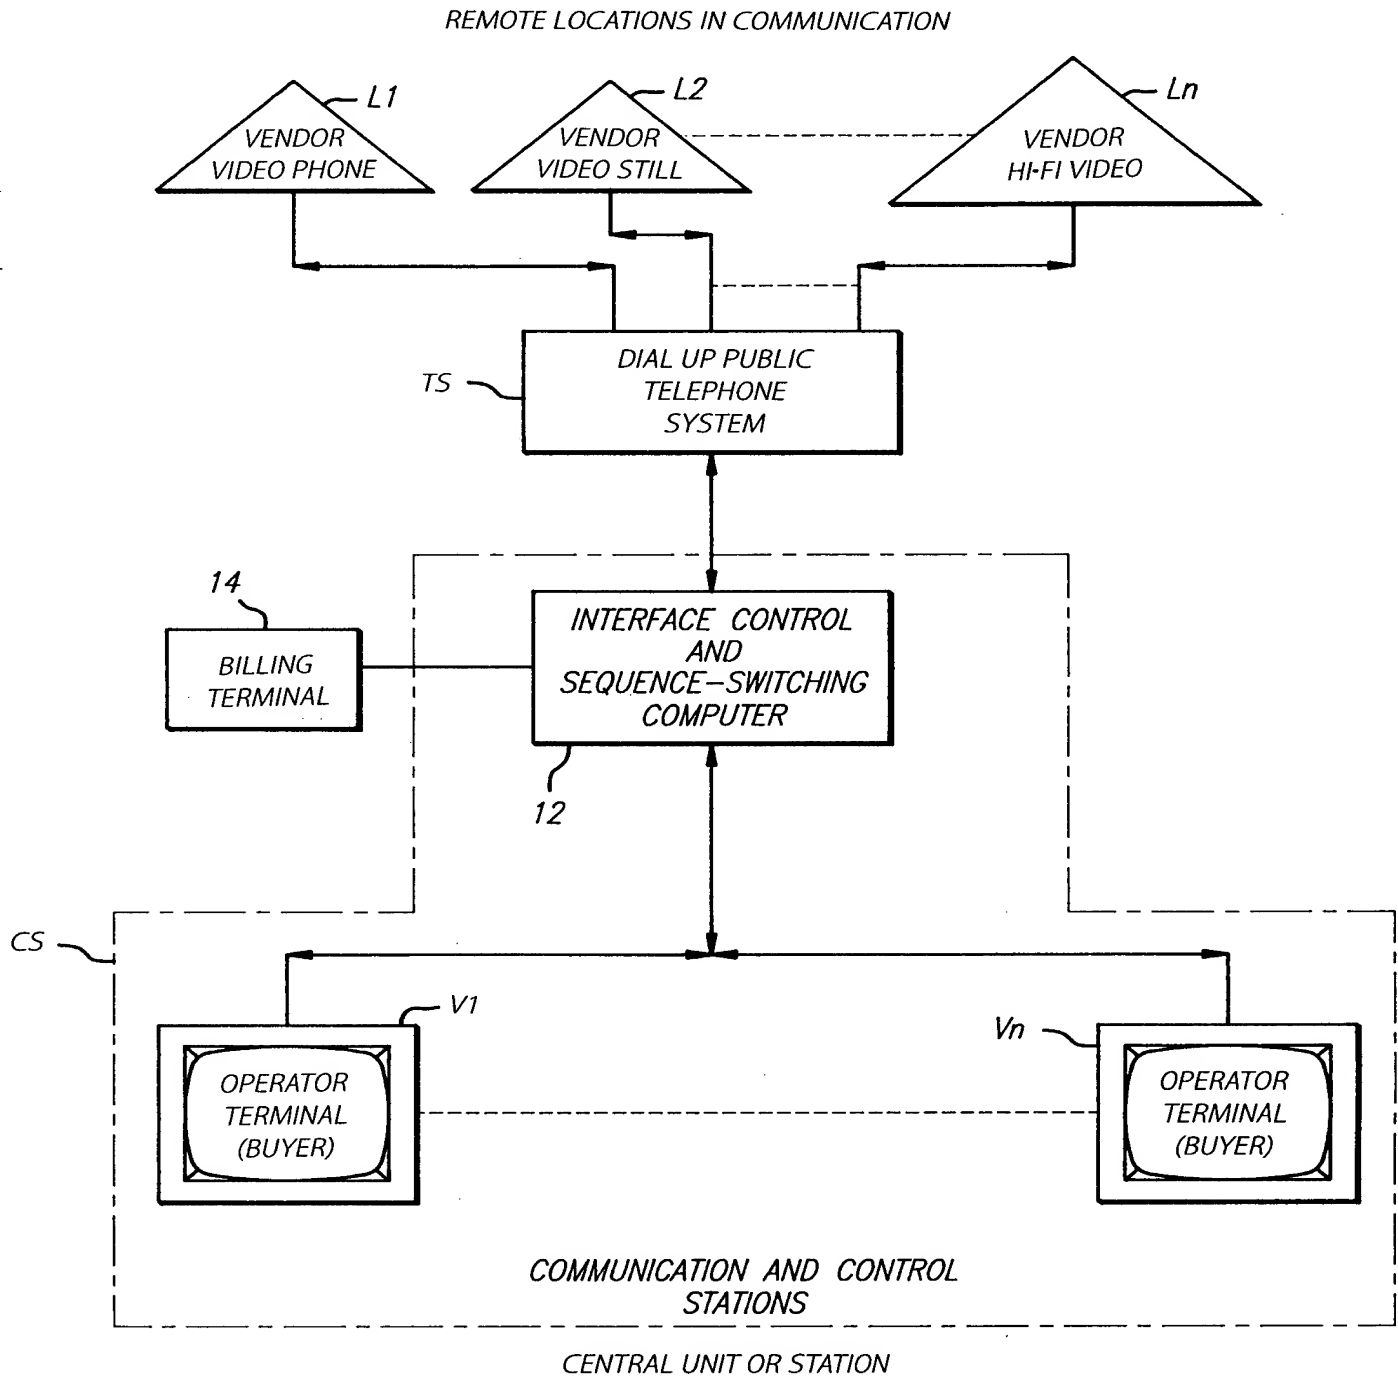 REMOTE LOCATIONS IN COMMUNICATION
L1
L2
Ln
VENDOR
VIDEO PHONE
VENDOR
VIDEO STILL
VENDOR
HI-FI VIDEO
TS
DIAL UP PUBLIC
TELEPHONE
SYSTEM
14
BILLING
TERMINAL
INTERFACE CONTROL
AND
SEQUENCE-SWITCHING
COMPUTER
12
CS
V1
OPERATOR
TERMINAL
(BUYER)
Vn
OPERATOR
TERMINAL
(BUYER)
COMMUNICATION AND CONTROL
STATIONS
CENTRAL UNIT OR STATION